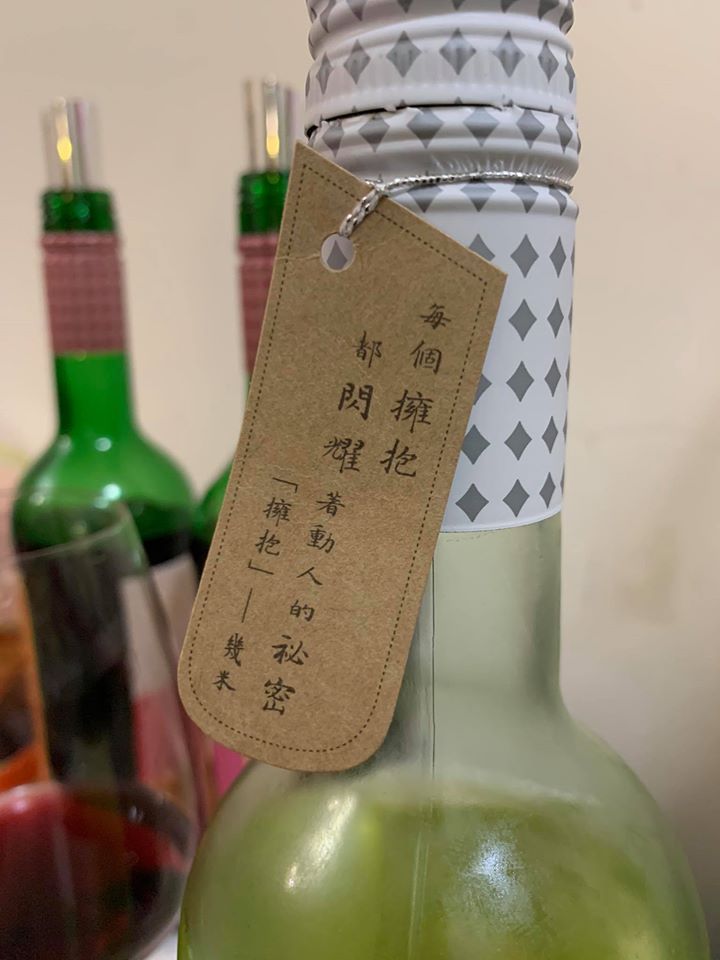 每個擁抱
都閃耀
著動人的祕密
「擁抱」—幾米